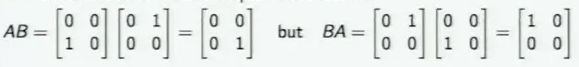 AB = [0 0; 1 0] [0 1; 0 0] = [0 0; 0 1] but BA = [0 1; 0 0] [0 0; 1 0] = [1 0; 0 0]